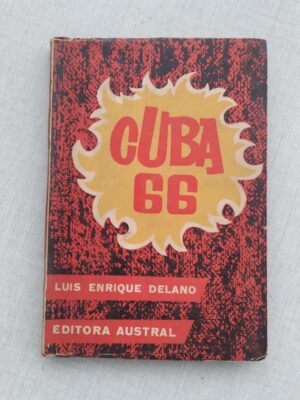 CUBA
66
LUIS ENRIQUE DELANO
EDITORA AUSTRAL